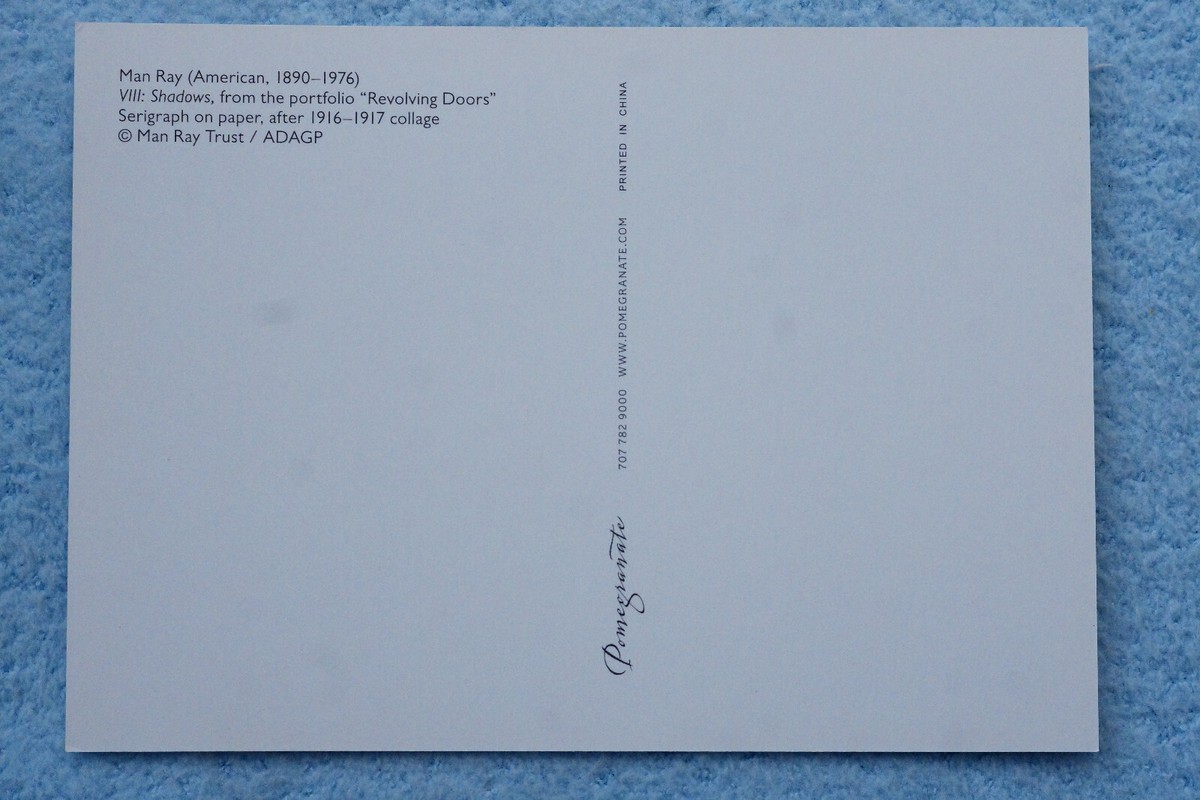 Man Ray (American, 1890–1976)
VIII: Shadows, from the portfolio “Revolving Doors”
Serigraph on paper, after 1916–1917 collage
© Man Ray Trust / ADAGP
Pomegranate 707 782 9000 WWW.POMEGRANATE.COM PRINTED IN CHINA